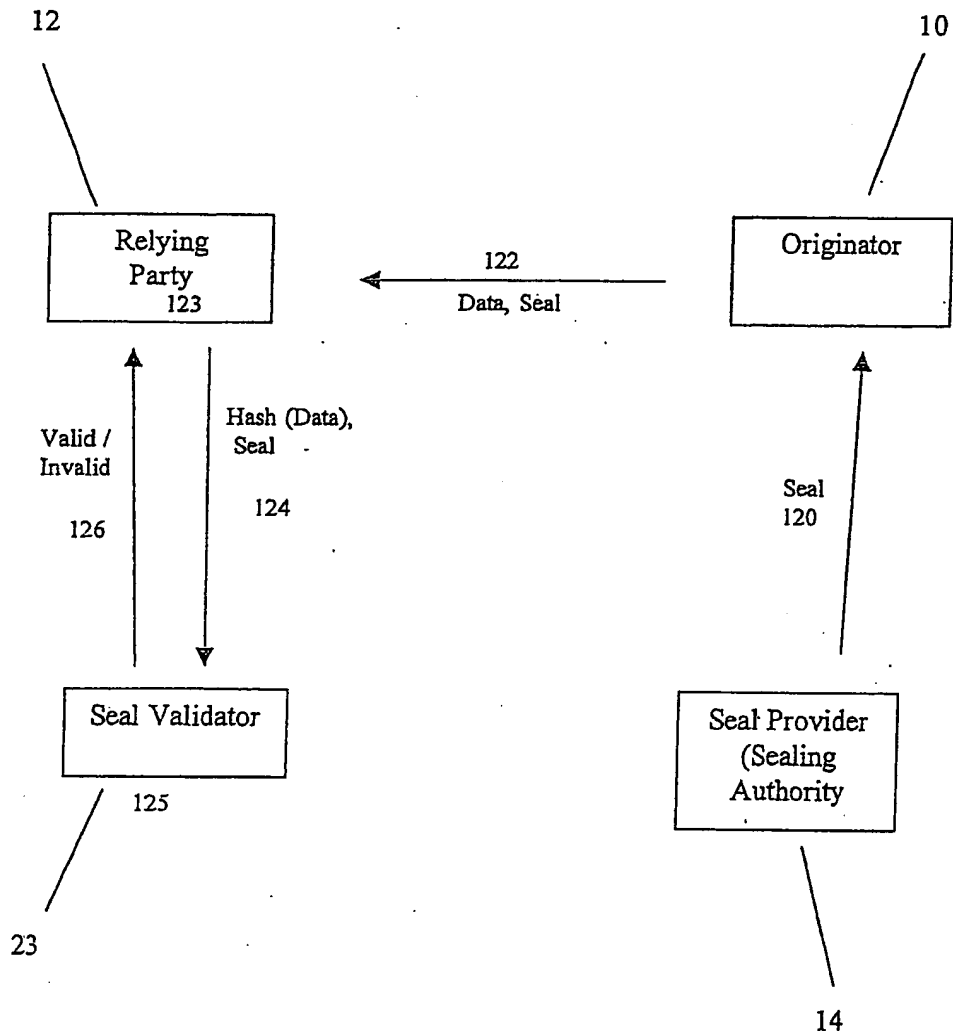 12
10
Relying
Party
123
Originator
122
Data, Seal
Valid /
Invalid
126
Hash (Data),
Seal
124
Seal
120
Seal Validator
125
Seal Provider
(Sealing
Authority
23
14